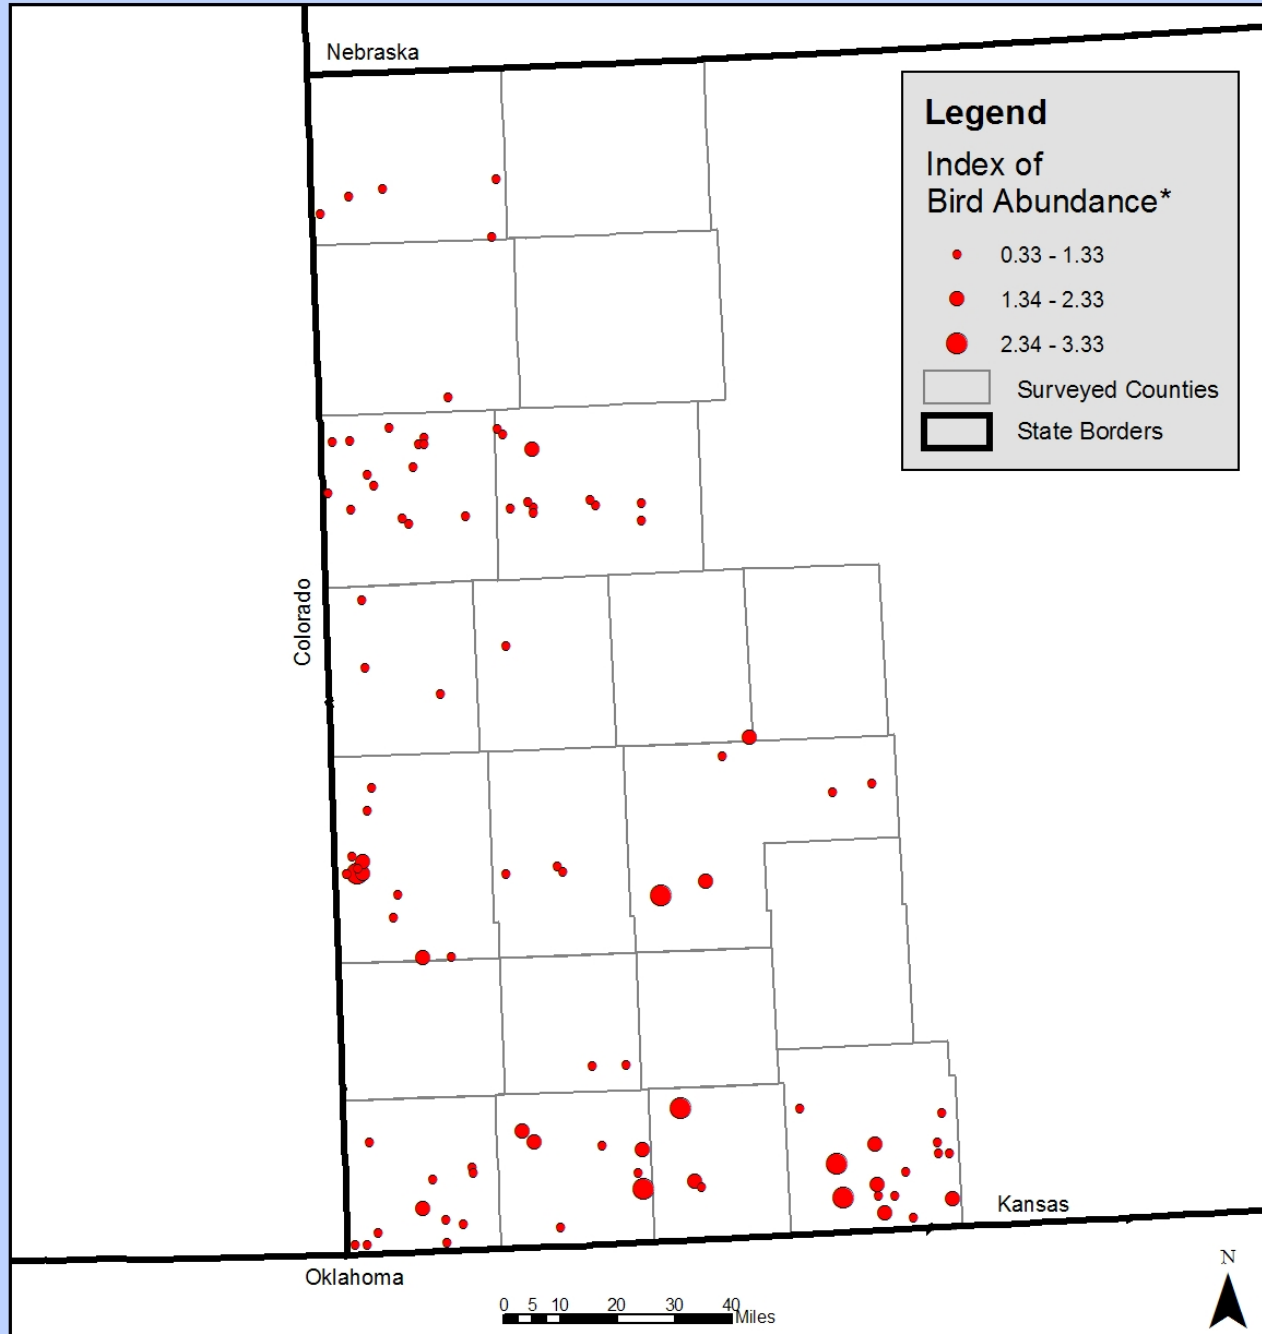 Nebraska
Legend
Index of
Bird Abundance*
0.33 - 1.33
1.34 - 2.33
2.34 - 3.33
Surveyed Counties
State Borders
Colorado
Kansas
Oklahoma
N
0 5 10 20 30 40
Miles